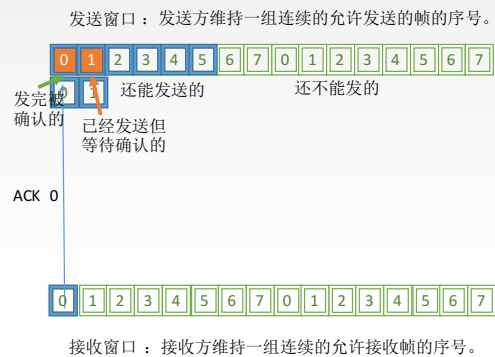 发送窗口：发送方维持一组连续的允许发送的帧的序号。
0 1 2 3 4 5 6 7 0 1 2 3 4 5 6 7
0 1
还能发送的
还不能发的
发完被
确认的
已经发送但
等待确认的
ACK 0
0 1 2 3 4 5 6 7 0 1 2 3 4 5 6 7
接收窗口：接收方维持一组连续的允许接收帧的序号。